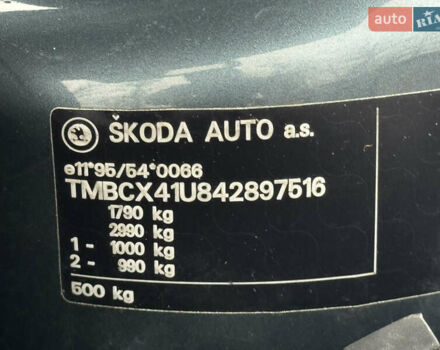 auto RIA
ŠKODA AUTO a.s.
e11*95/54*0066
TMBCX41U842897516
1790 kg
2990 kg
1 - 1000 kg
2 - 990 kg
500 kg